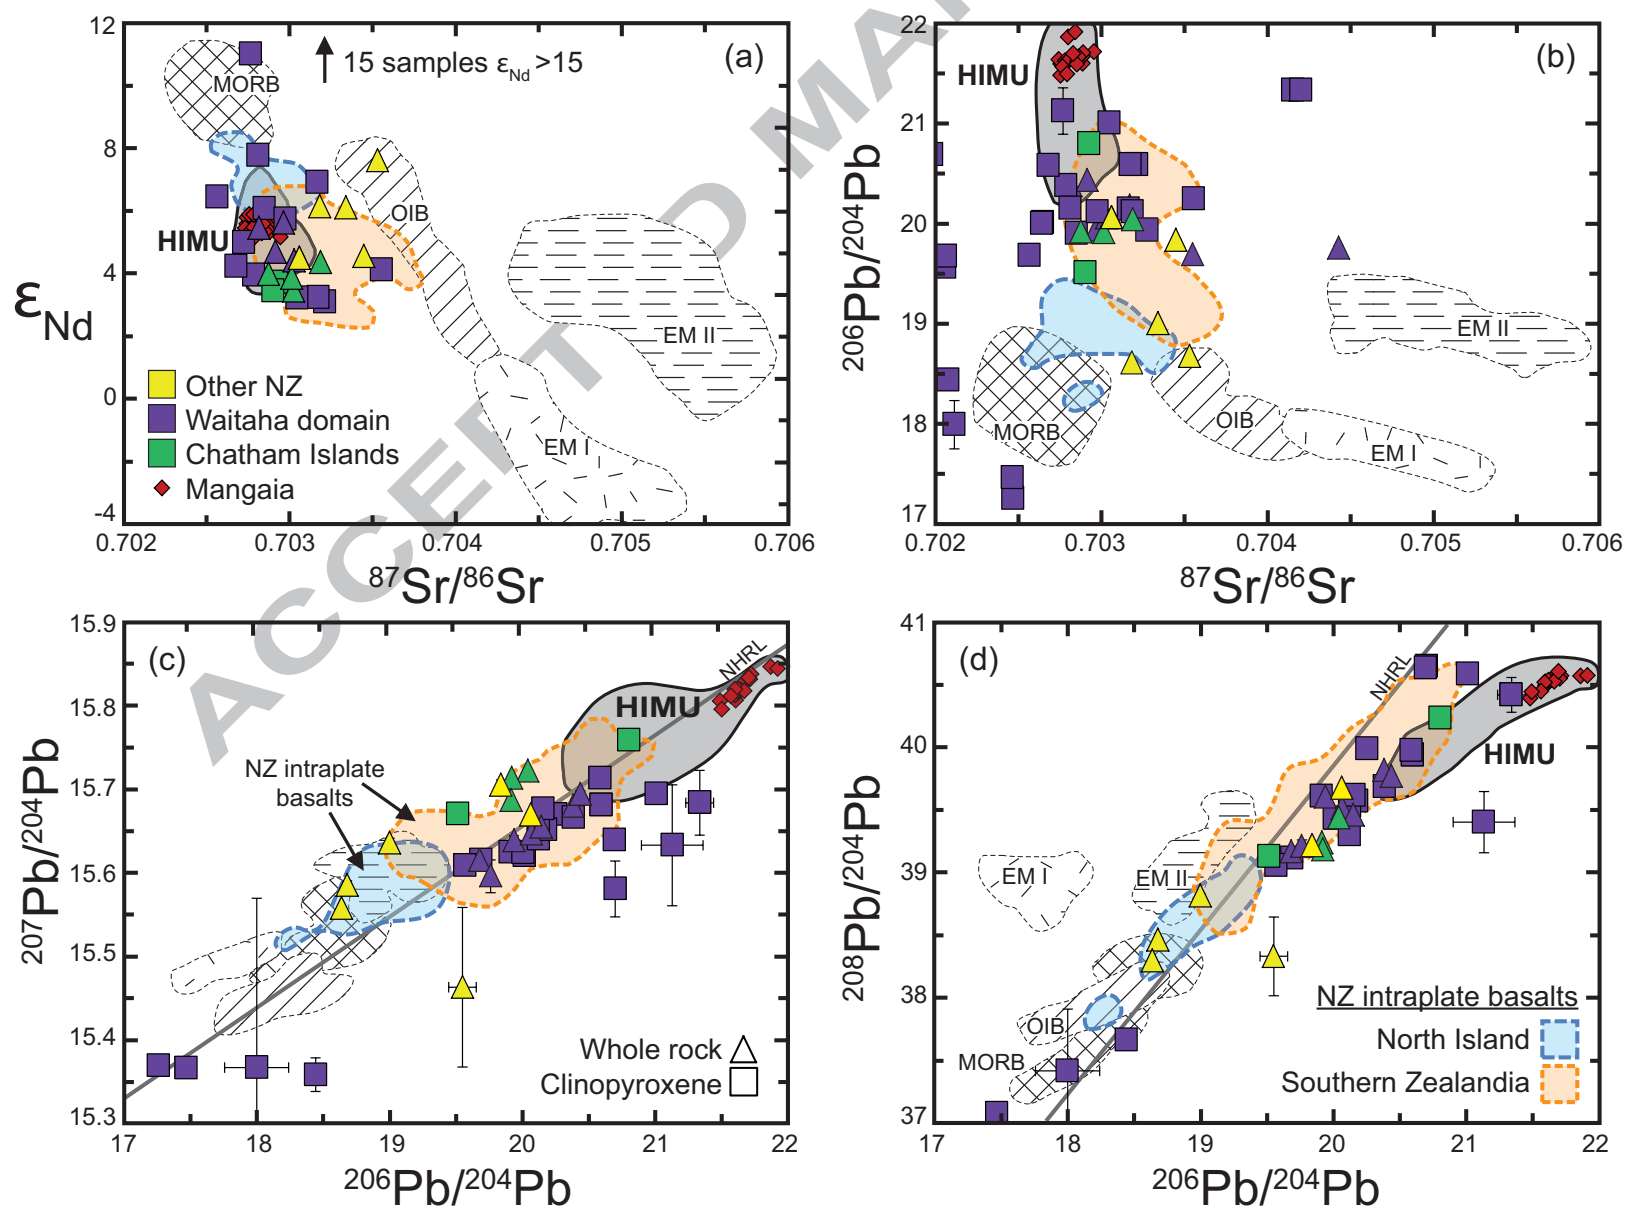 ACCEPTED MA
12
8
4
0
-4
εNd
(a)
15 samples εNd >15
MORB
HIMU
OIB
EM II
EM I
Other NZ
Waitaha domain
Chatham Islands
Mangaia
0.702 0.703 0.704 0.705 0.706
87Sr/86Sr
22
21
20
19
18
17
206Pb/204Pb
(b)
HIMU
EM II
MORB
OIB
EM I
0.702 0.703 0.704 0.705 0.706
87Sr/86Sr
15.9
15.8
15.7
15.6
15.5
15.4
15.3
207Pb/204Pb
(c)
NHRL
HIMU
NZ intraplate
basalts
Whole rock
Clinopyroxene
17 18 19 20 21 22
206Pb/204Pb
41
40
39
38
37
208Pb/204Pb
(d)
NHRL
HIMU
EM I
EM II
OIB
MORB
NZ intraplate basalts
North Island
Southern Zealandia
17 18 19 20 21 22
206Pb/204Pb